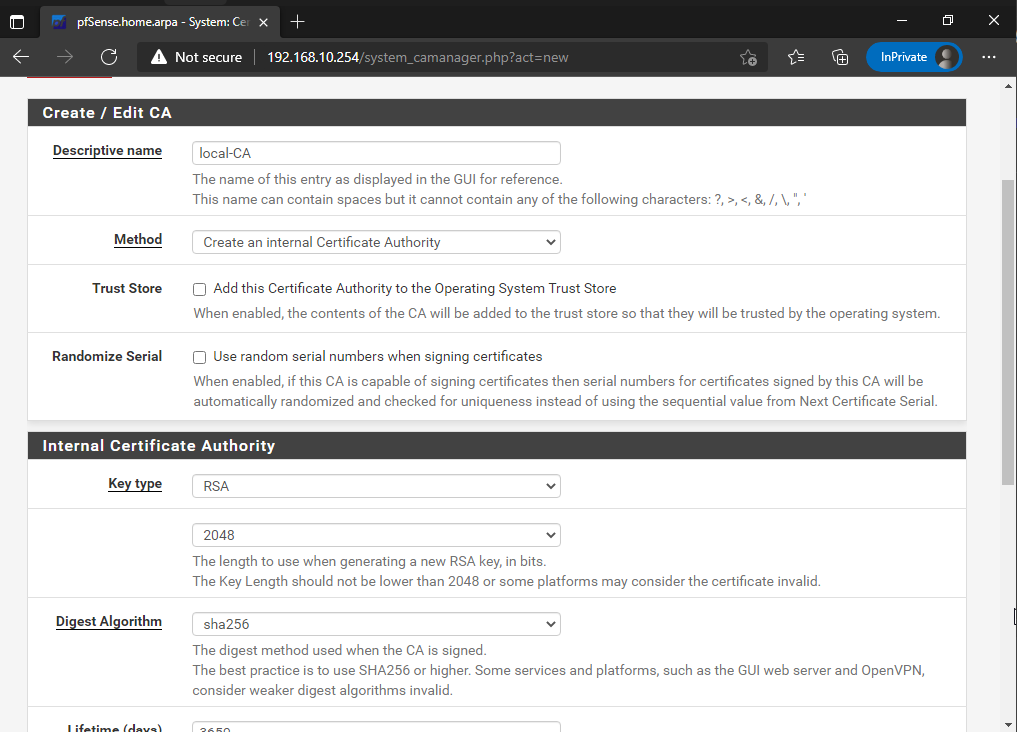 pfSense.home.arpa - System: Cer
Not secure
192.168.10.254/system_camanager.php?act=new
InPrivate
Create / Edit CA
Descriptive name
local-CA
The name of this entry as displayed in the GUI for reference.
This name can contain spaces but it cannot contain any of the following characters: ?, >, <, &, /, \, ", '
Method
Create an internal Certificate Authority
Trust Store
Add this Certificate Authority to the Operating System Trust Store
When enabled, the contents of the CA will be added to the trust store so that they will be trusted by the operating system.
Randomize Serial
Use random serial numbers when signing certificates
When enabled, if this CA is capable of signing certificates then serial numbers for certificates signed by this CA will be
automatically randomized and checked for uniqueness instead of using the sequential value from Next Certificate Serial.
Internal Certificate Authority
Key type
RSA
2048
The length to use when generating a new RSA key, in bits.
The Key Length should not be lower than 2048 or some platforms may consider the certificate invalid.
Digest Algorithm
sha256
The digest method used when the CA is signed.
The best practice is to use SHA256 or higher. Some services and platforms, such as the GUI web server and OpenVPN,
consider weaker digest algorithms invalid.
Lifetime (days)
3650